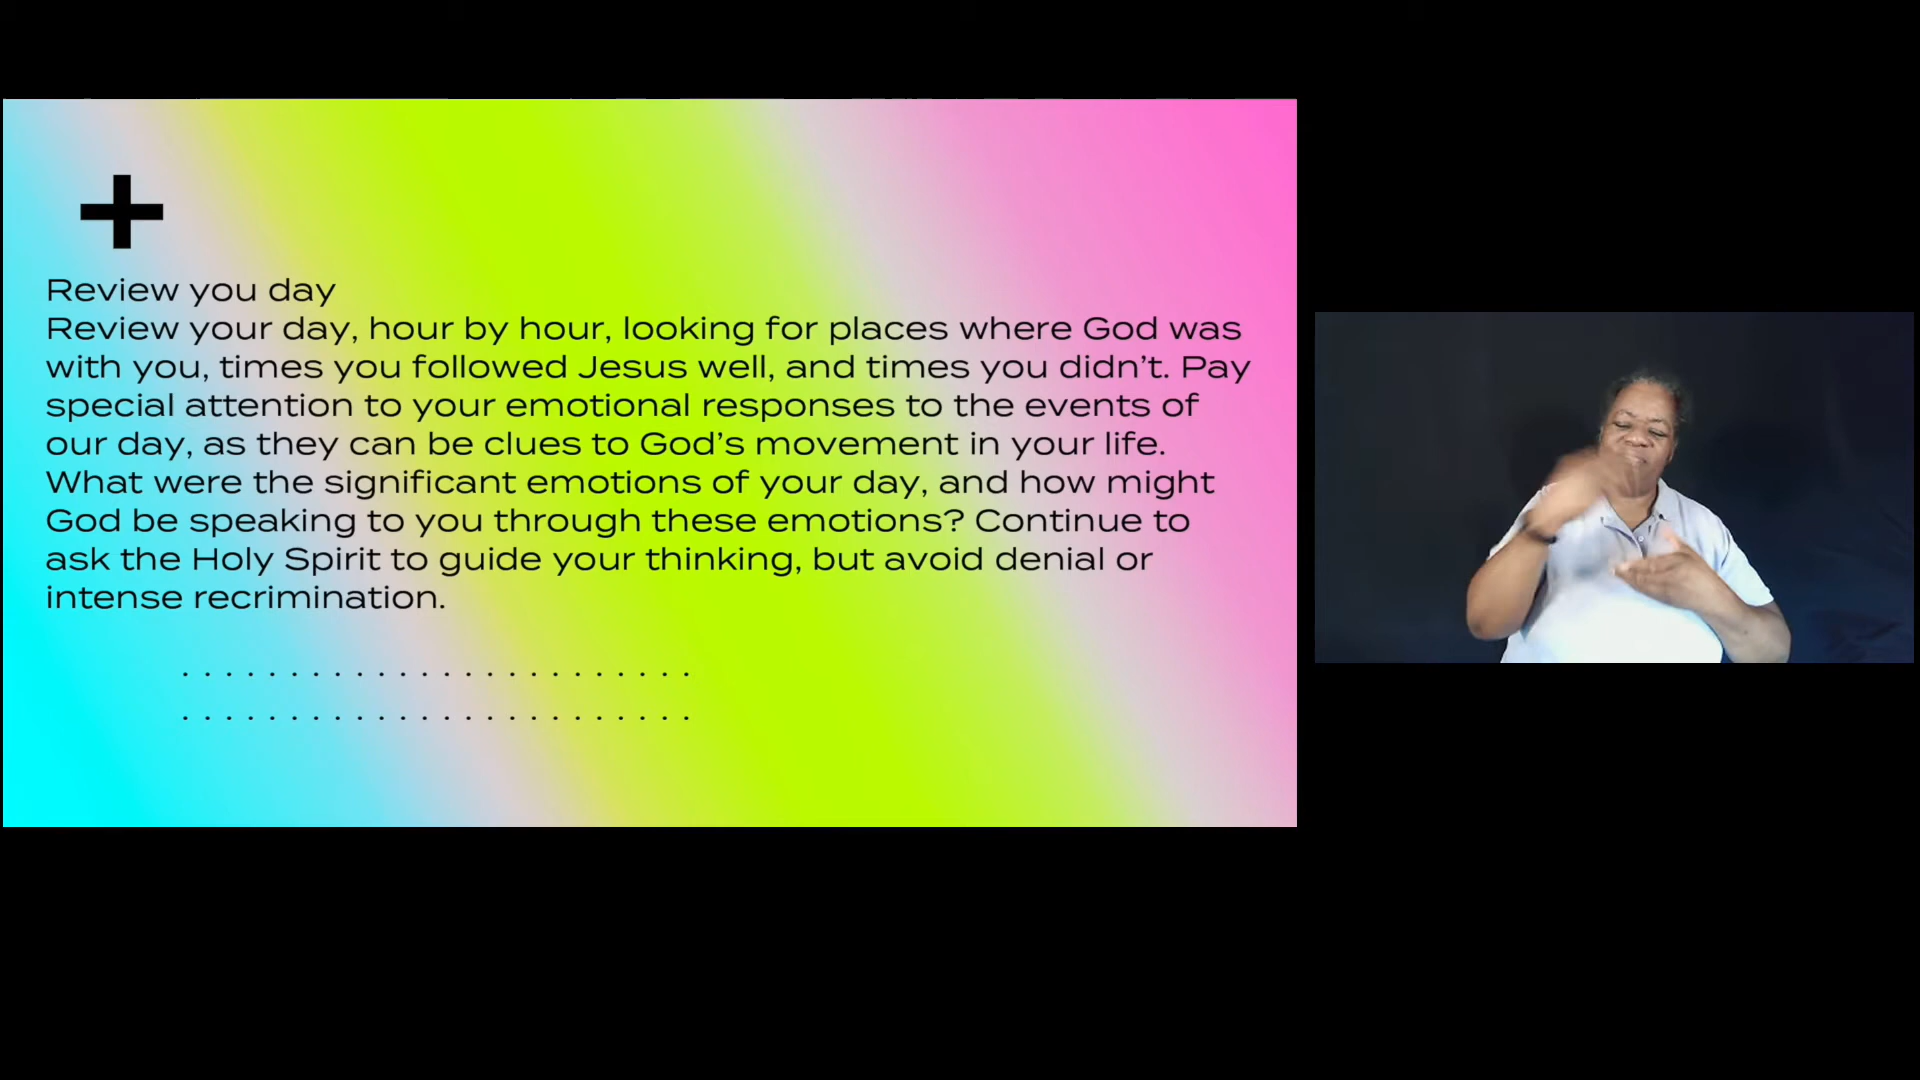 Review you day
Review your day, hour by hour, looking for places where God was
with you, times you followed Jesus well, and times you didn’t. Pay
special attention to your emotional responses to the events of
our day, as they can be clues to God’s movement in your life.
What were the significant emotions of your day, and how might
God be speaking to you through these emotions? Continue to
ask the Holy Spirit to guide your thinking, but avoid denial or
intense recrimination.